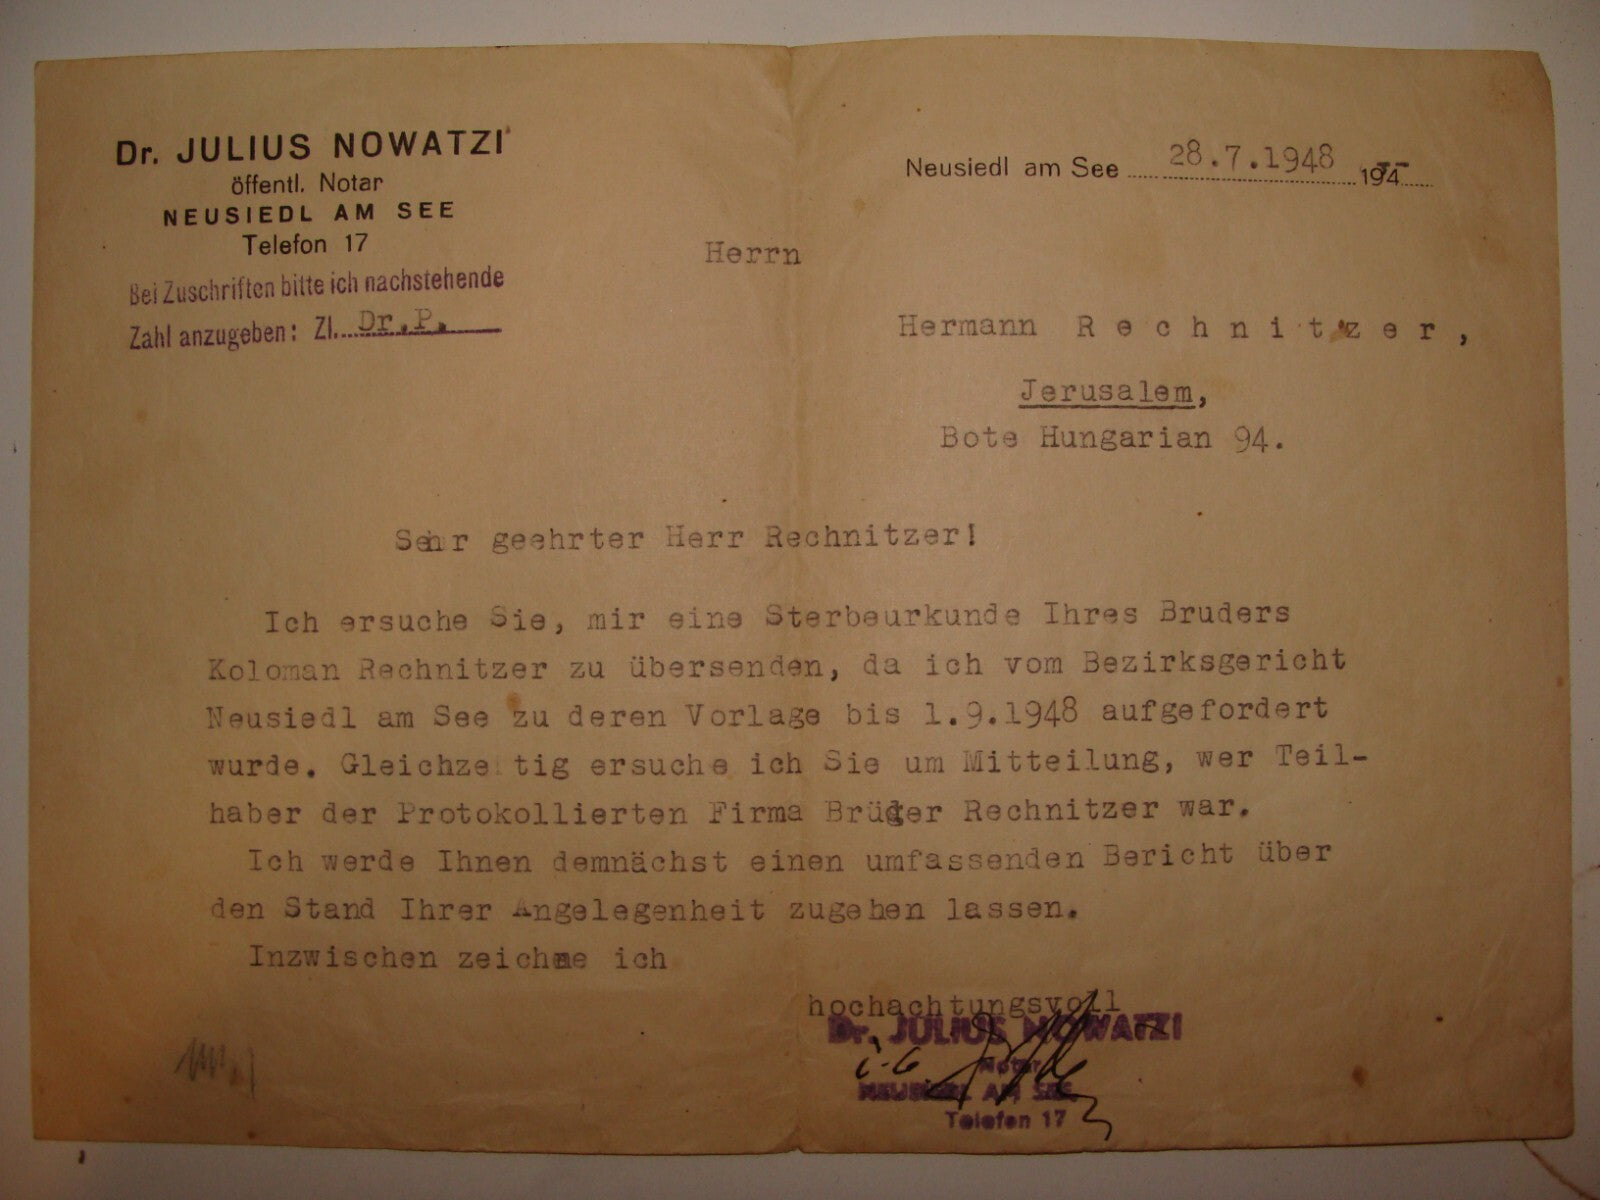 Dr. JULIUS NOWATZI
öffentl. Notar
NEUSIEDL AM SEE
Telefon 17
Bei Zuschriften bitte ich nachstehende
Zahl anzugeben: Zl. Dr.P.
Neusiedl am See 28.7.1948 194
Herrn
Hermann Rechnitzer,
Jerusalem,
Bote Hungarian 94.
Sehr geehrter Herr Rechnitzer!
Ich ersuche Sie, mir eine Sterbeurkunde Ihres Bruders
Koloman Rechnitzer zu übersenden, da ich vom Bezirksgericht
Neusiedl am See zu deren Vorlage bis 1.9.1948 aufgefordert
wurde. Gleichzeitig ersuche ich Sie um Mitteilung, wer Teil-
haber der Protokollierten Firma Brüder Rechnitzer war.
Ich werde Ihnen demnächst einen umfassenden Bericht über
den Stand Ihrer Angelegenheit zugehen lassen.
Inzwischen zeichne ich
hochachtungsvoll
Dr. JULIUS NOWATZI
Notar
NEUSIEDL AM SEE
Telefon 17